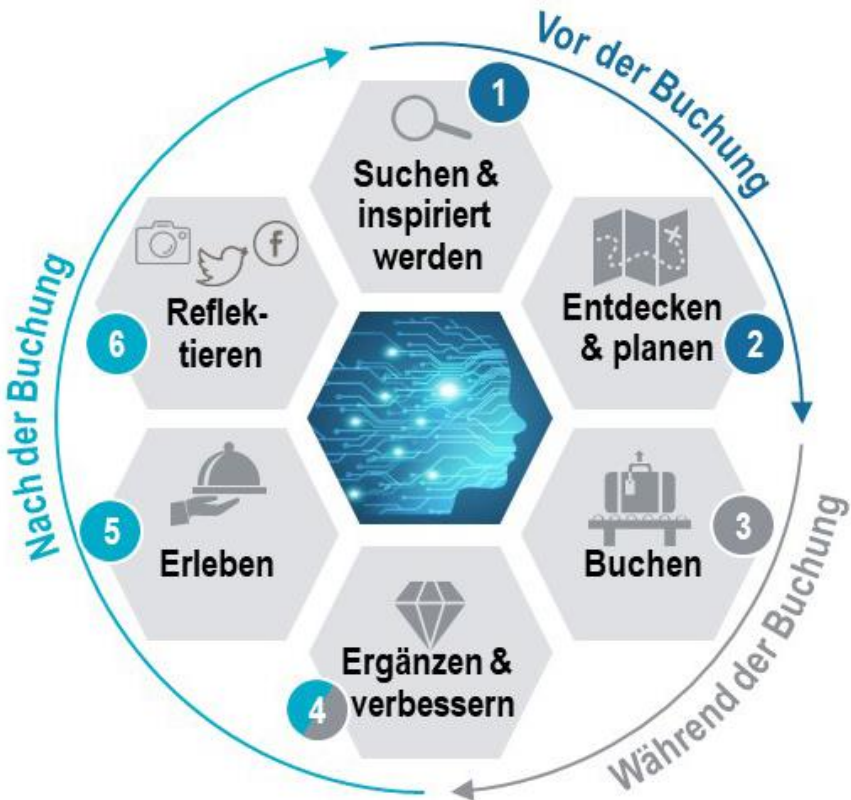 Vor der Buchung
1
Suchen &
inspiriert
werden
2
Entdecken
& planen
3
Buchen
Während der Buchung
4
Ergänzen &
verbessern
5
Erleben
6
Reflek-
tieren
f
Nach der Buchung